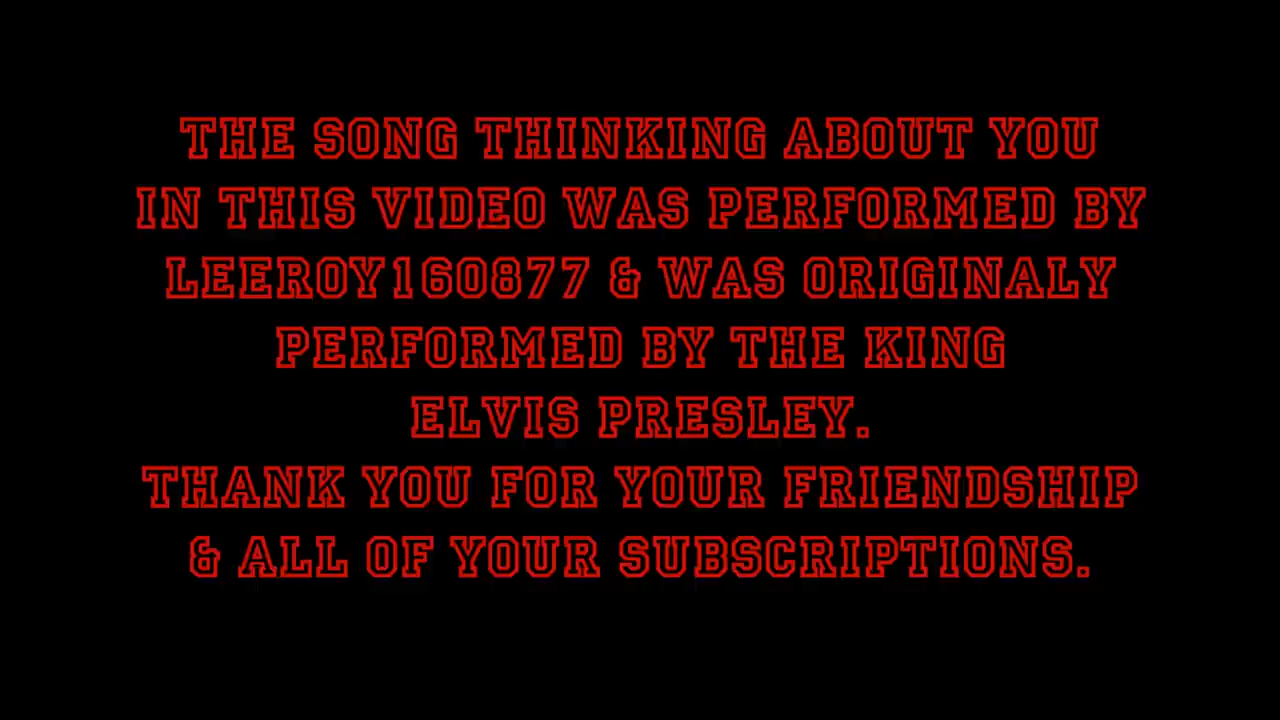 THE SONG THINKING ABOUT YOU
IN THIS VIDEO WAS PERFORMED BY
LEEROY160877 & WAS ORIGINALY
PERFORMED BY THE KING
ELVIS PRESLEY.
THANK YOU FOR YOUR FRIENDSHIP
& ALL OF YOUR SUBSCRIPTIONS.